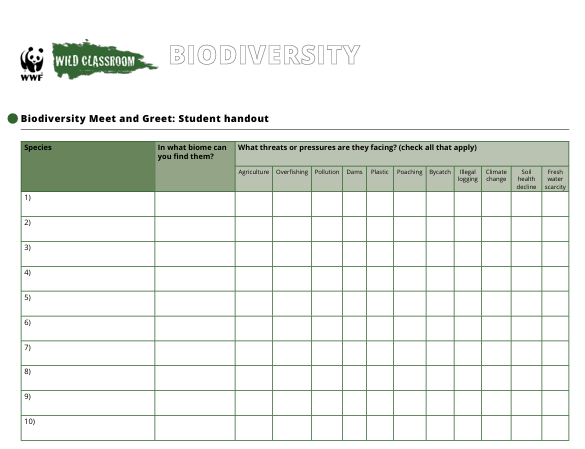 WWF
WILD CLASSROOM
BIODIVERSITY
Biodiversity Meet and Greet: Student handout
Species
In what biome can
you find them?
What threats or pressures are they facing? (check all that apply)
Agriculture
Overfishing
Pollution
Dams
Plastic
Poaching
Bycatch
Illegal
logging
Climate
change
Soil
health
decline
Fresh
water
scarcity
1)
2)
3)
4)
5)
6)
7)
8)
9)
10)